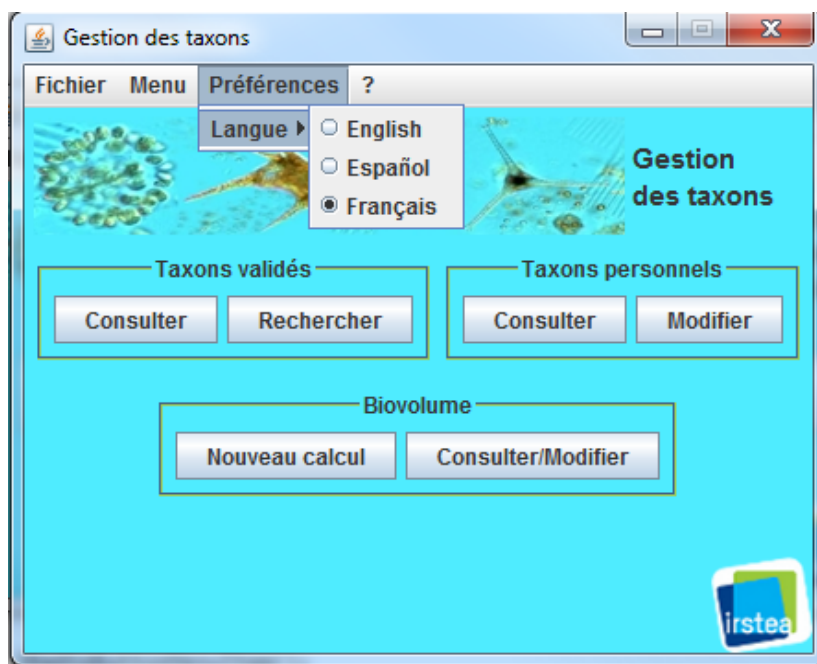 Gestion des taxons
Fichier Menu Préférences ?
Langue
English
Español
Français
Gestion
des taxons
Taxons validés
Consulter Rechercher
Taxons personnels
Consulter Modifier
Biovolume
Nouveau calcul Consulter/Modifier
irstea